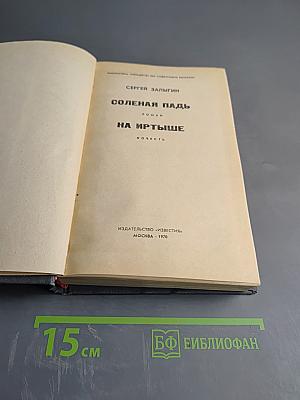 СЕРГЕЙ ЗАЛЫГИН
СОЛЕНАЯ ПАДЬ
РОМАН
НА ИРТЫШЕ
ПОВЕСТЬ
ИЗДАТЕЛЬСТВО «ИЗВЕСТИЯ»
МОСКВА · 1970
15 см
БФ БИБЛИОФАН